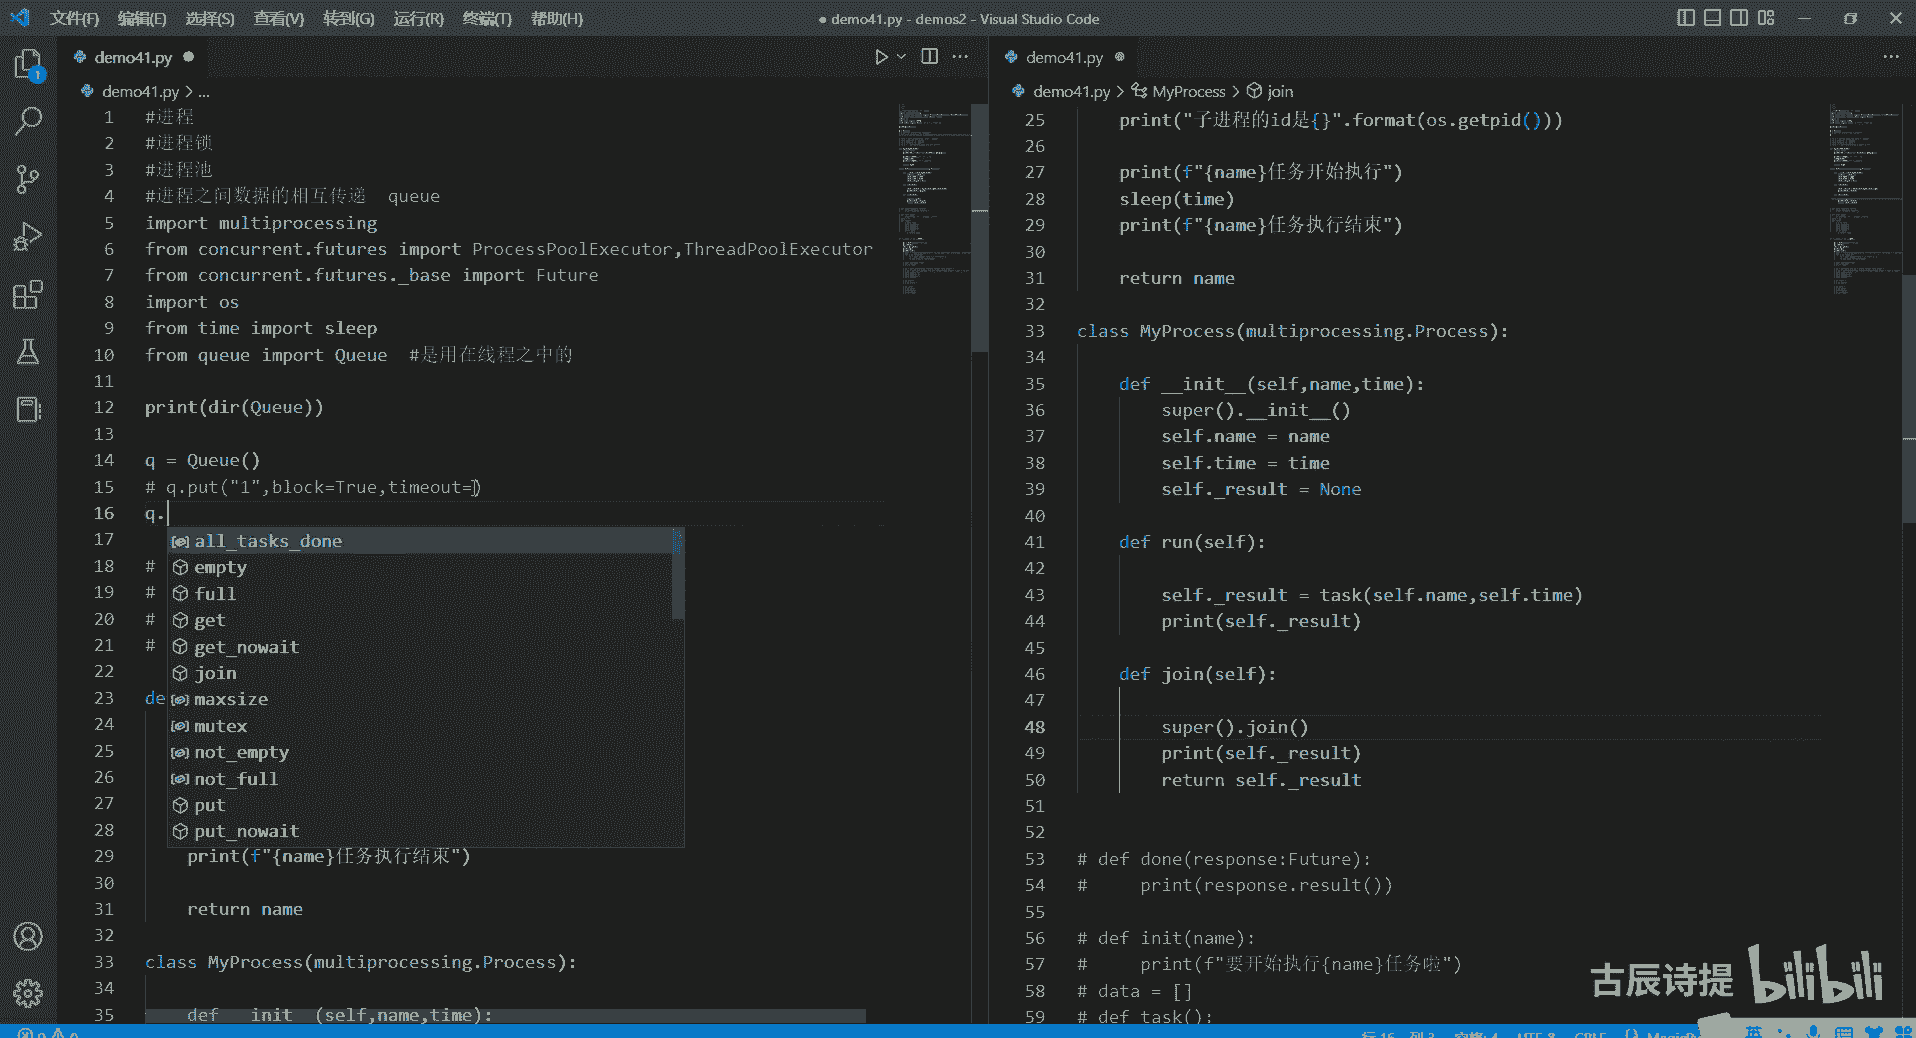 文件(F) 编辑(E) 选择(S) 查看(V) 转到(G) 运行(R) 终端(T) 帮助(H)
● demo41.py - demos2 - Visual Studio Code
1
demo41.py
demo41.py > ...
1 #进程
2 #进程锁
3 #进程池
4 #进程之间数据的相互传递 queue
5 import multiprocessing
6 from concurrent.futures import ProcessPoolExecutor,ThreadPoolExecutor
7 from concurrent.futures._base import Future
8 import os
9 from time import sleep
10 from queue import Queue #是用在线程之中的
11
12 print(dir(Queue))
13
14 q = Queue()
15 # q.put("1",block=True,timeout=)
16 q.
17
18 #
19 #
20 #
21 #
22
23 de
24
25
26
27
28
all_tasks_done
empty
full
get
get_nowait
join
maxsize
mutex
not_empty
not_full
put
put_nowait
29 print(f"{name}任务执行结束")
30
31 return name
32
33 class MyProcess(multiprocessing.Process):
34
35 def __init__(self,name,time):
demo41.py
demo41.py > MyProcess > join
25 print("子进程的id是{}".format(os.getpid()))
26
27 print(f"{name}任务开始执行")
28 sleep(time)
29 print(f"{name}任务执行结束")
30
31 return name
32
33 class MyProcess(multiprocessing.Process):
34
35 def __init__(self,name,time):
36 super().__init__()
37 self.name = name
38 self.time = time
39 self._result = None
40
41 def run(self):
42
43 self._result = task(self.name,self.time)
44 print(self._result)
45
46 def join(self):
47
48 super().join()
49 print(self._result)
50 return self._result
51
52
53 # def done(response:Future):
54 # print(response.result())
55
56 # def init(name):
57 # print(f"要开始执行{name}任务啦")
58 # data = []
59 # def task():
古辰诗提 bilibili
行 16, 列 3 空格: 4 UTF-8 CRLF
英